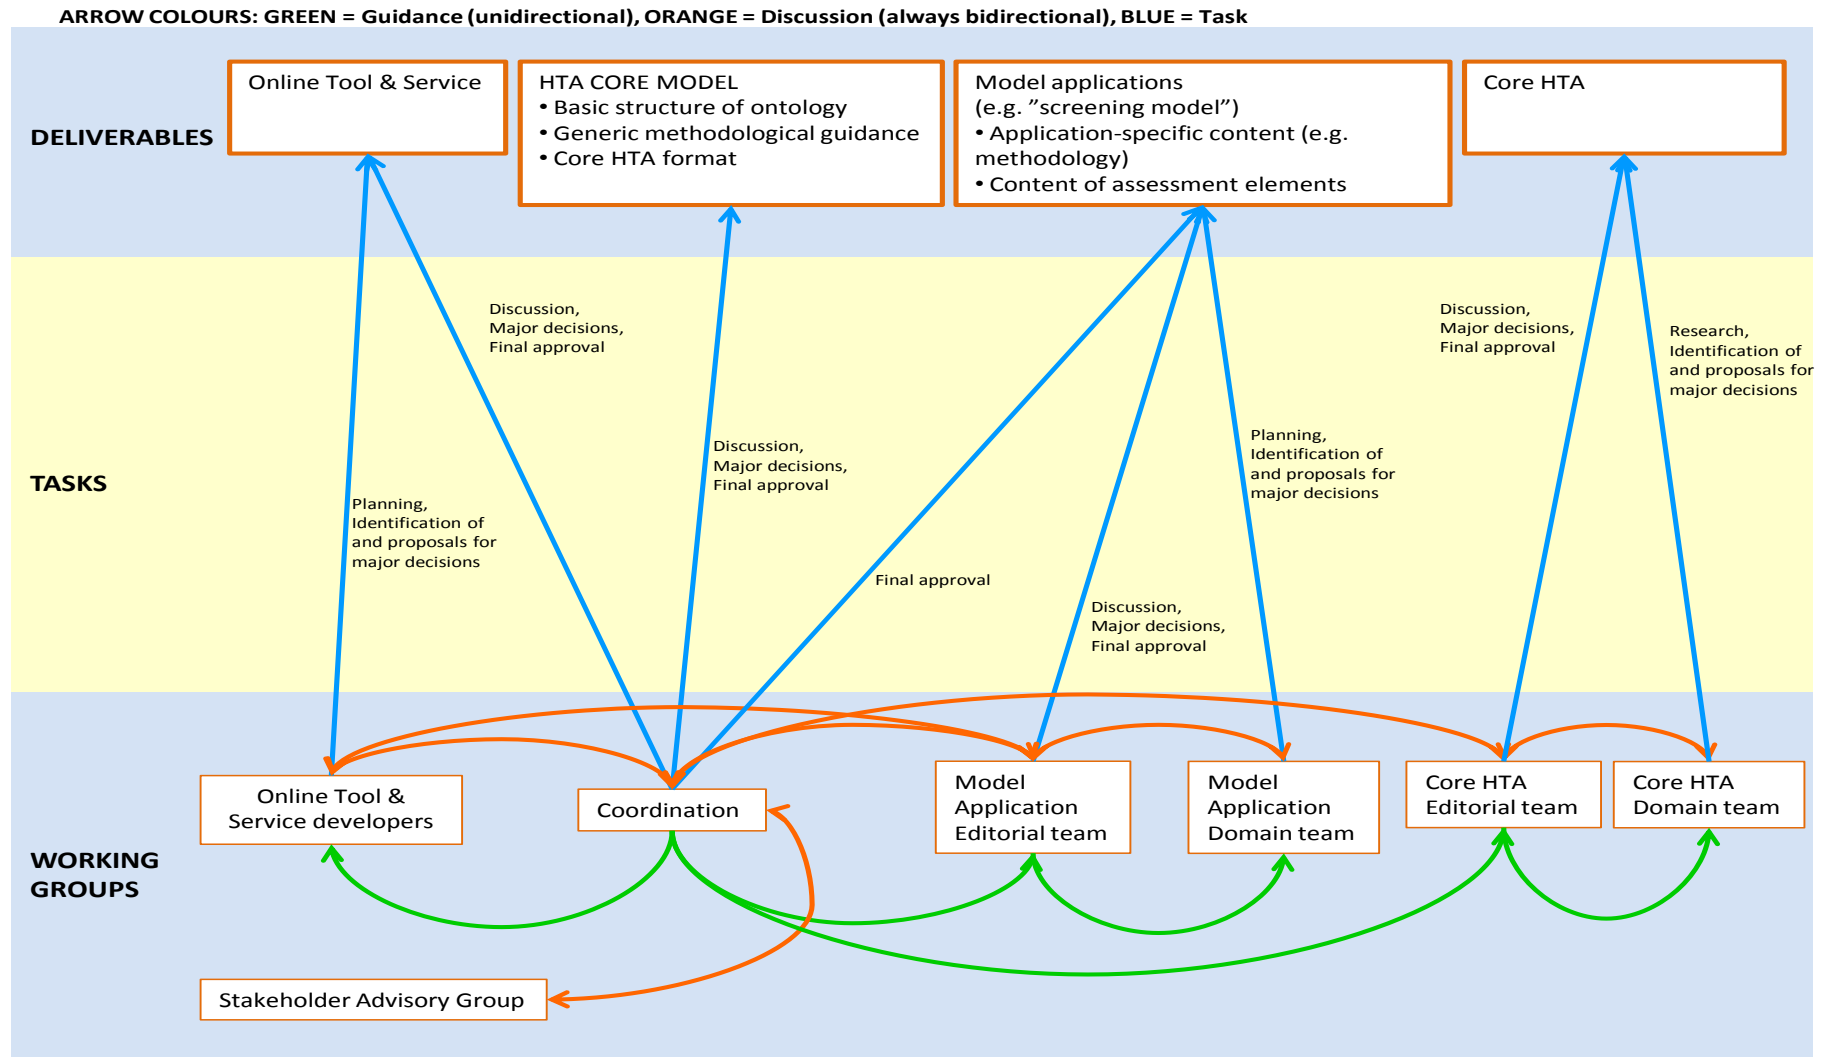 ARROW COLOURS: GREEN = Guidance (unidirectional), ORANGE = Discussion (always bidirectional), BLUE = Task
DELIVERABLES
Online Tool & Service
HTA CORE MODEL
• Basic structure of ontology
• Generic methodological guidance
• Core HTA format
Model applications
(e.g. ”screening model”)
• Application-specific content (e.g.
methodology)
• Content of assessment elements
Core HTA
TASKS
Planning,
Identification of
and proposals for
major decisions
Discussion,
Major decisions,
Final approval
Discussion,
Major decisions,
Final approval
Final approval
Discussion,
Major decisions,
Final approval
Planning,
Identification of
and proposals for
major decisions
Discussion,
Major decisions,
Final approval
Research,
Identification of
and proposals for
major decisions
WORKING
GROUPS
Online Tool &
Service developers
Coordination
Model
Application
Editorial team
Model
Application
Domain team
Core HTA
Editorial team
Core HTA
Domain team
Stakeholder Advisory Group